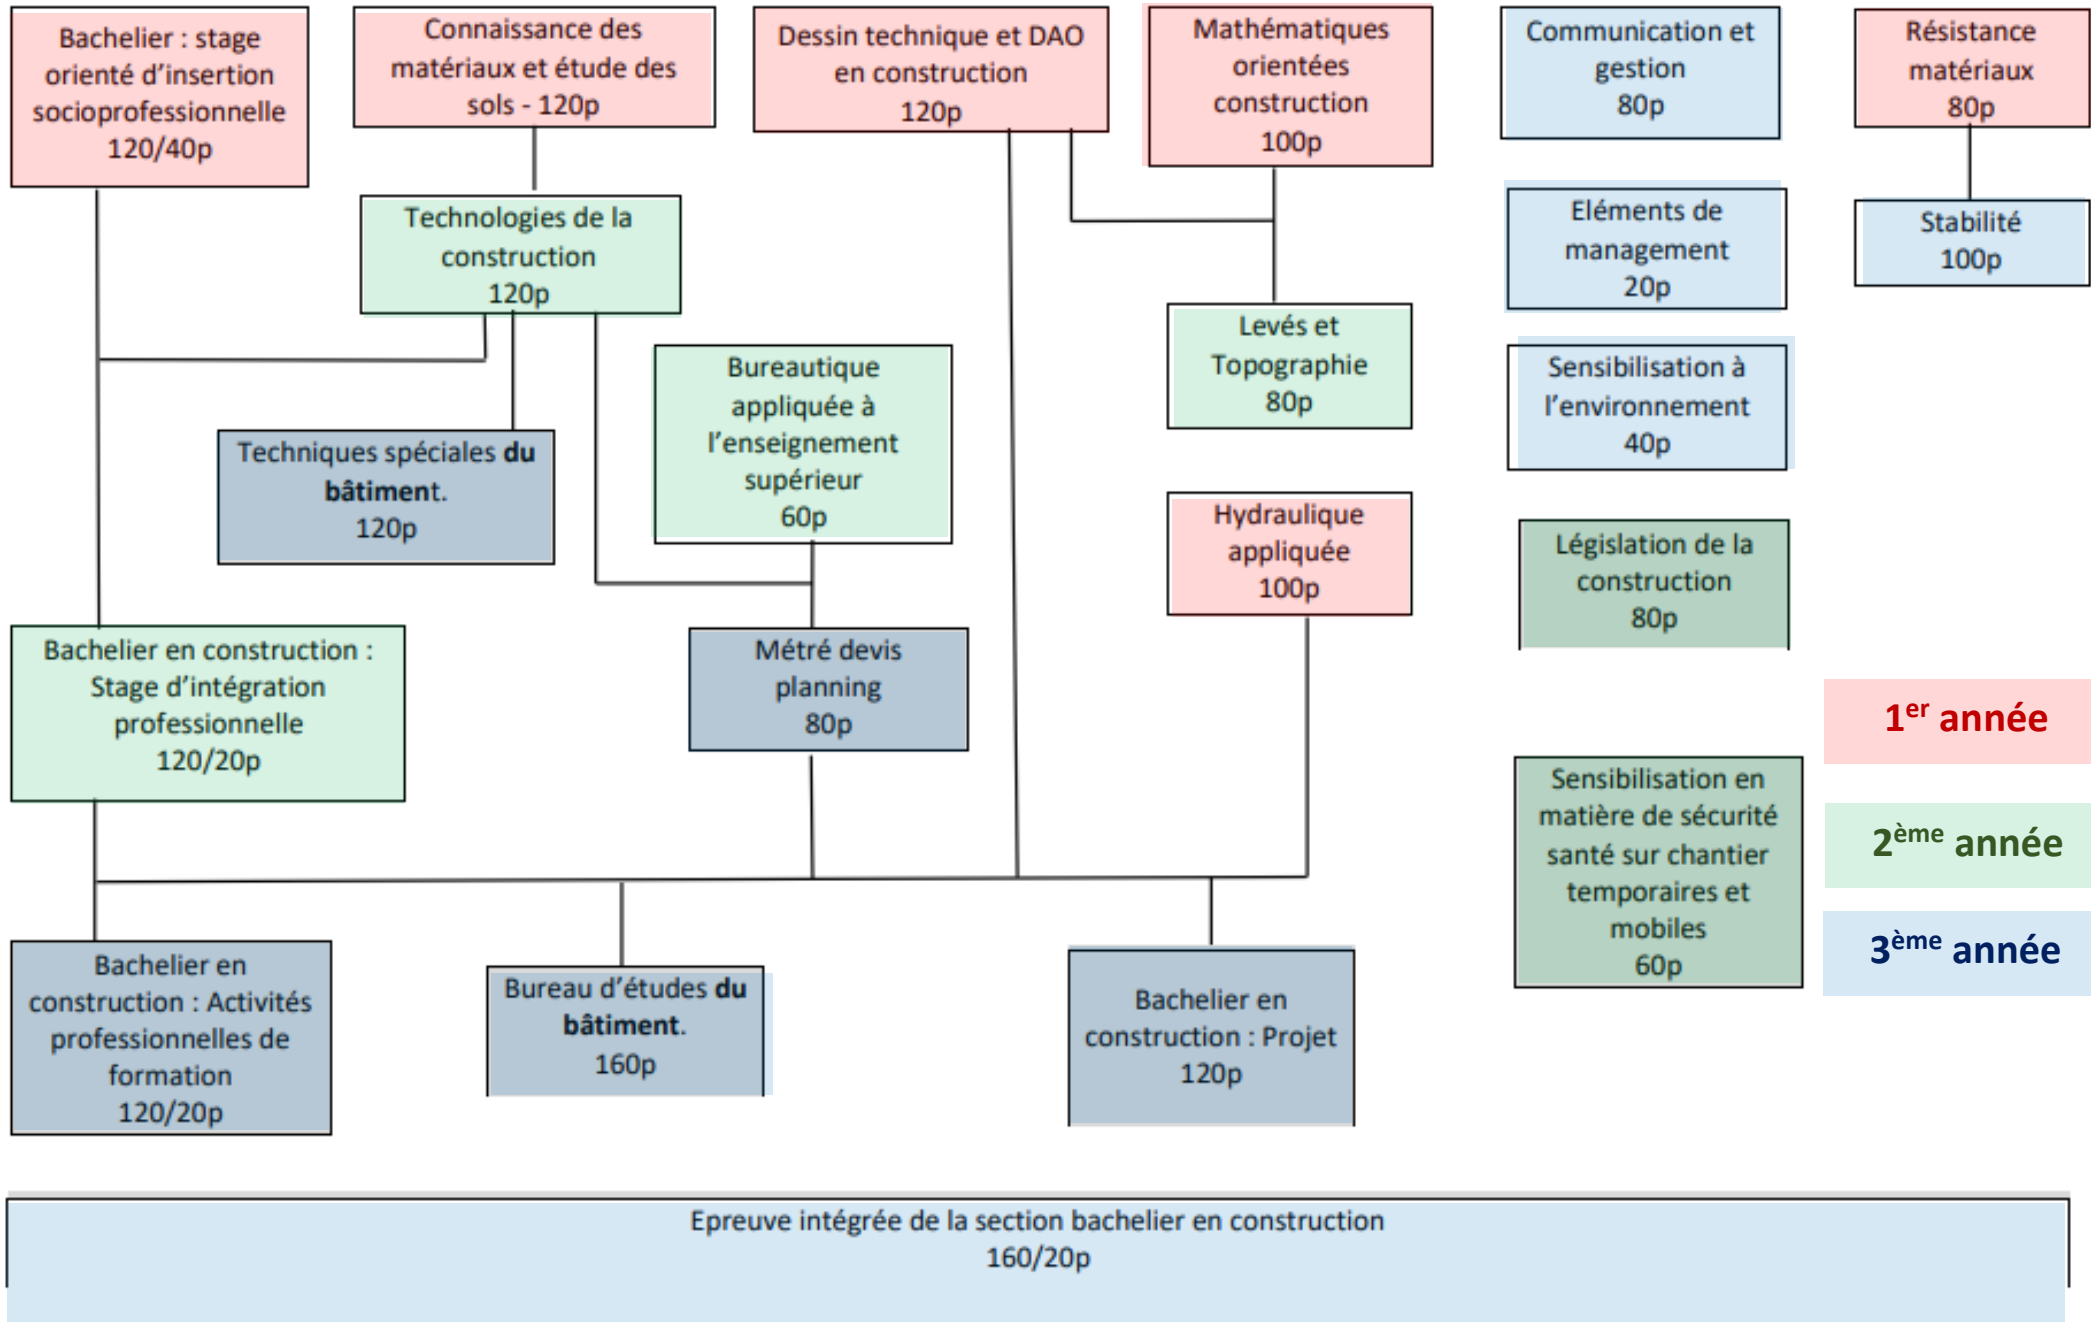 Bachelier : stage
orienté d'insertion
socioprofessionnelle
120/40p
Connaissance des
matériaux et étude des
sols - 120p
Dessin technique et DAO
en construction
120p
Mathématiques
orientées
construction
100p
Communication et
gestion
80p
Résistance
matériaux
80p
Technologies de la
construction
120p
Eléments de
management
20p
Stabilité
100p
Levés et
Topographie
80p
Bureautique
appliquée à
l'enseignement
supérieur
60p
Sensibilisation à
l'environnement
40p
Techniques spéciales du
bâtiment.
120p
Hydraulique
appliquée
100p
Législation de la
construction
80p
Bachelier en construction :
Stage d'intégration
professionnelle
120/20p
Métré devis
planning
80p
1er année
Sensibilisation en
matière de sécurité
santé sur chantier
temporaires et
mobiles
60p
2ème année
3ème année
Bachelier en
construction : Activités
professionnelles de
formation
120/20p
Bureau d'études du
bâtiment.
160p
Bachelier en
construction : Projet
120p
Epreuve intégrée de la section bachelier en construction
160/20p